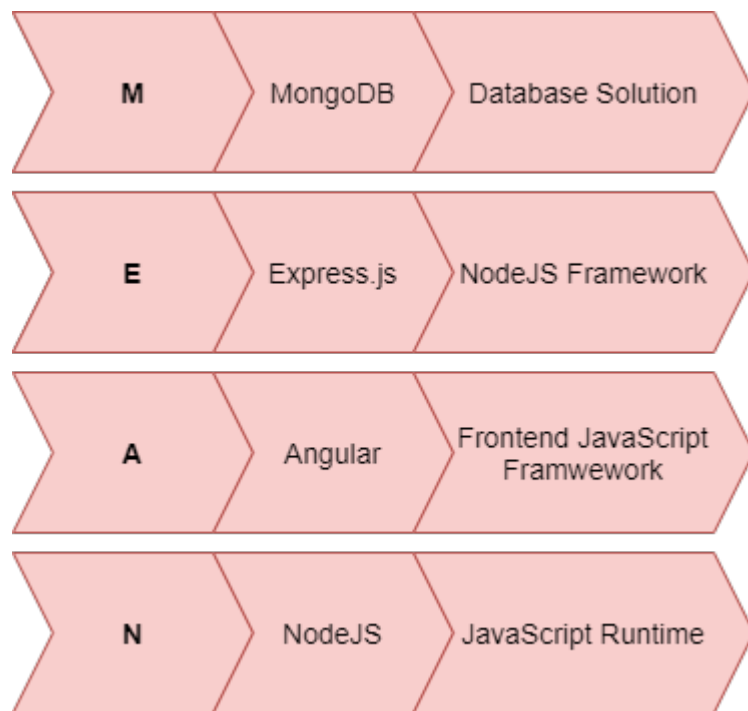 M MongoDB Database Solution
E Express.js NodeJS Framework
A Angular Frontend JavaScript
Framwework
N NodeJS JavaScript Runtime